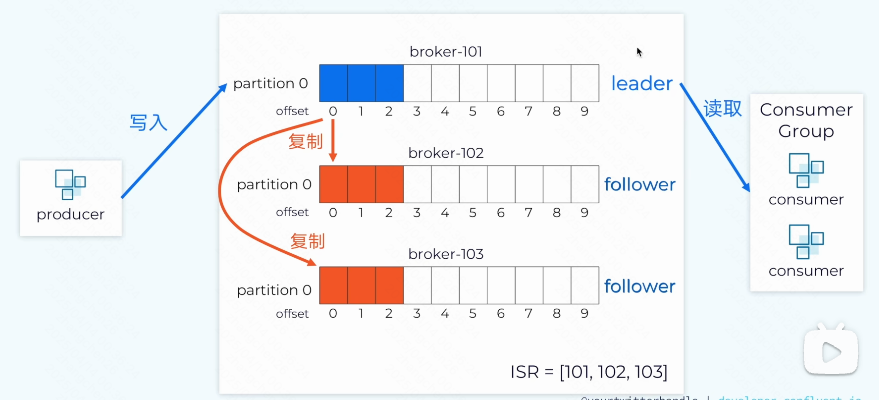 broker-101
partition 0
leader
offset 0 1 2 3 4 5 6 7 8 9
写入
读取
Consumer
Group
复制
broker-102
partition 0
follower
offset 0 1 2 3 4 5 6 7 8 9
producer
consumer
复制
broker-103
consumer
partition 0
follower
offset 0 1 2 3 4 5 6 7 8 9
ISR = [101, 102, 103]